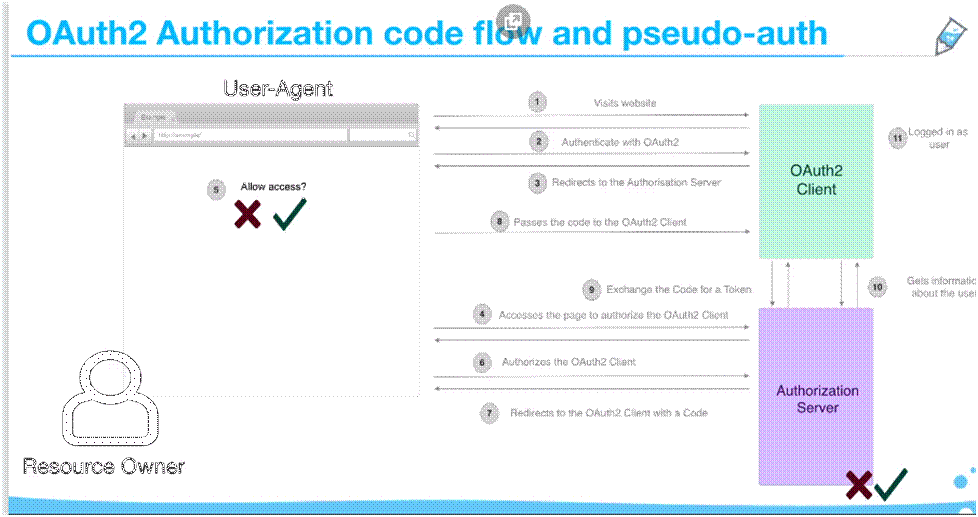 OAuth2 Authorization code flow and pseudo-auth
User-Agent
Example
http://example/
1 Visits website
2 Authenticate with OAuth2
3 Redirects to the Authorisation Server
5 Allow access?
8 Passes the code to the OAuth2 Client
OAuth2
Client
11 Logged in as
user
9 Exchange the Code for a Token
10 Gets informatic
about the user
4 Accesses the page to authorize the OAuth2 Client
6 Authorizes the OAuth2 Client
7 Redirects to the OAuth2 Client with a Code
Authorization
Server
Resource Owner